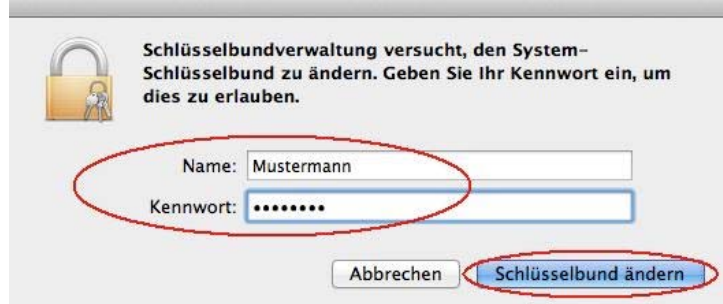 Schlüsselbundverwaltung versucht, den System-
Schlüsselbund zu ändern. Geben Sie Ihr Kennwort ein, um
dies zu erlauben.
Name: Mustermann
Kennwort: ••••••••
Abbrechen Schlüsselbund ändern